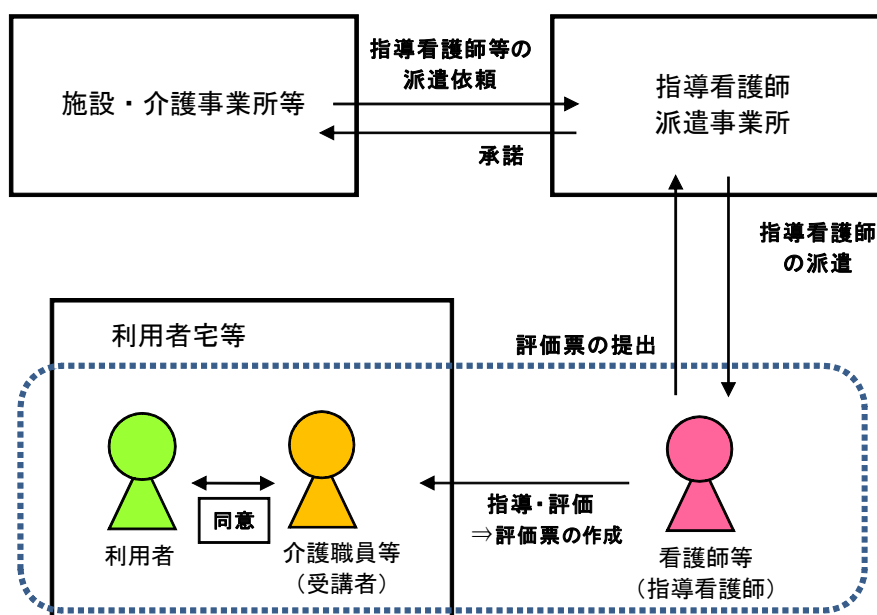 指導看護師等の
派遣依頼
施設・介護事業所等
指導看護師
派遣事業所
承諾
指導看護師
の派遣
利用者宅等
評価票の提出
同意
指導・評価
⇒評価票の作成
利用者
介護職員等
（受講者）
看護師等
（指導看護師）